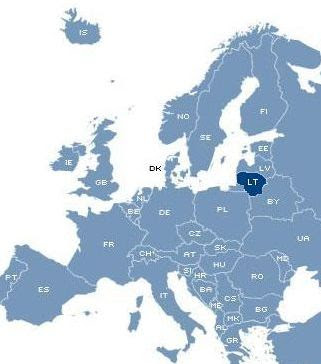 IS
NO
FI
SE
EE
DK
LV
LT
IE
GB
NL
BY
BE
DE
PL
CZ
UA
FR
SK
CH
AT
HU
MD
SI
HR
RO
PT
ES
IT
BA
CS
ME
BG
MK
AL
GR